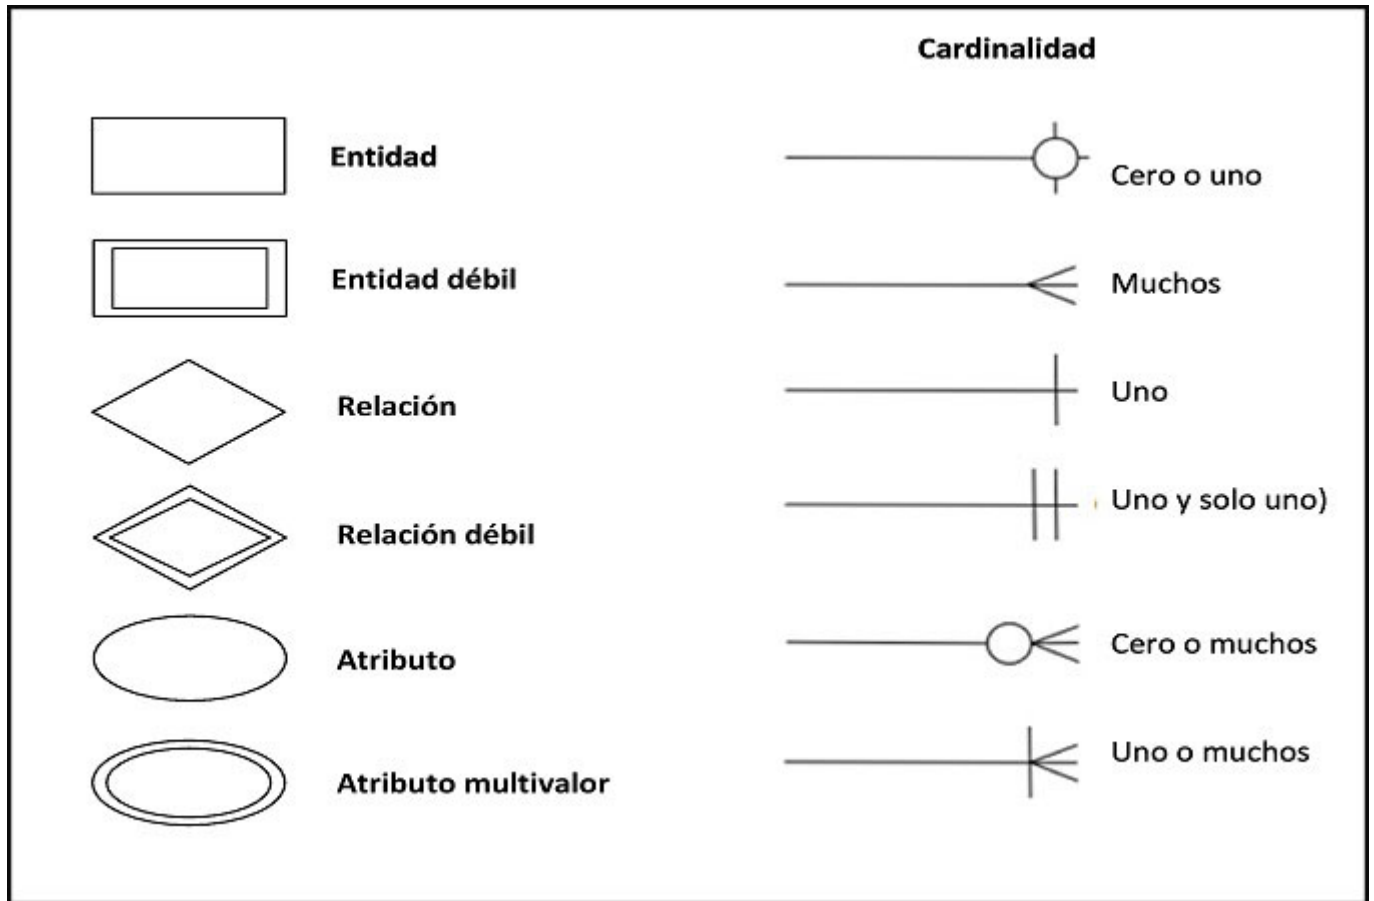 Cardinalidad
Entidad
Cero o uno
Entidad débil
Muchos
Relación
Uno
Relación débil
Uno y solo uno)
Atributo
Cero o muchos
Atributo multivalor
Uno o muchos